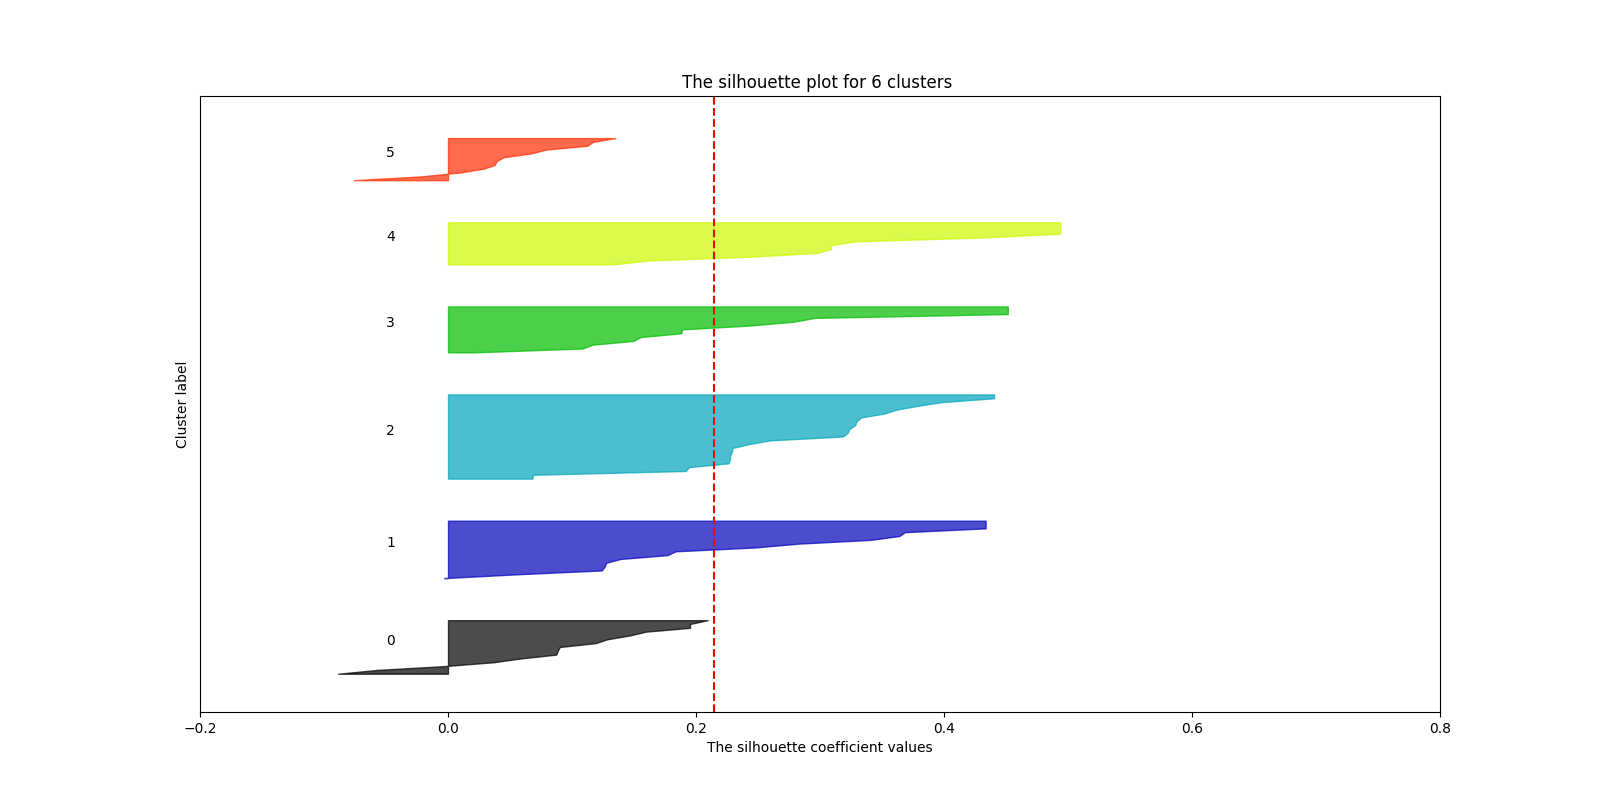 The silhouette plot for 6 clusters
5
4
3
2
1
0
Cluster label
−0.2 0.0 0.2 0.4 0.6 0.8
The silhouette coefficient values